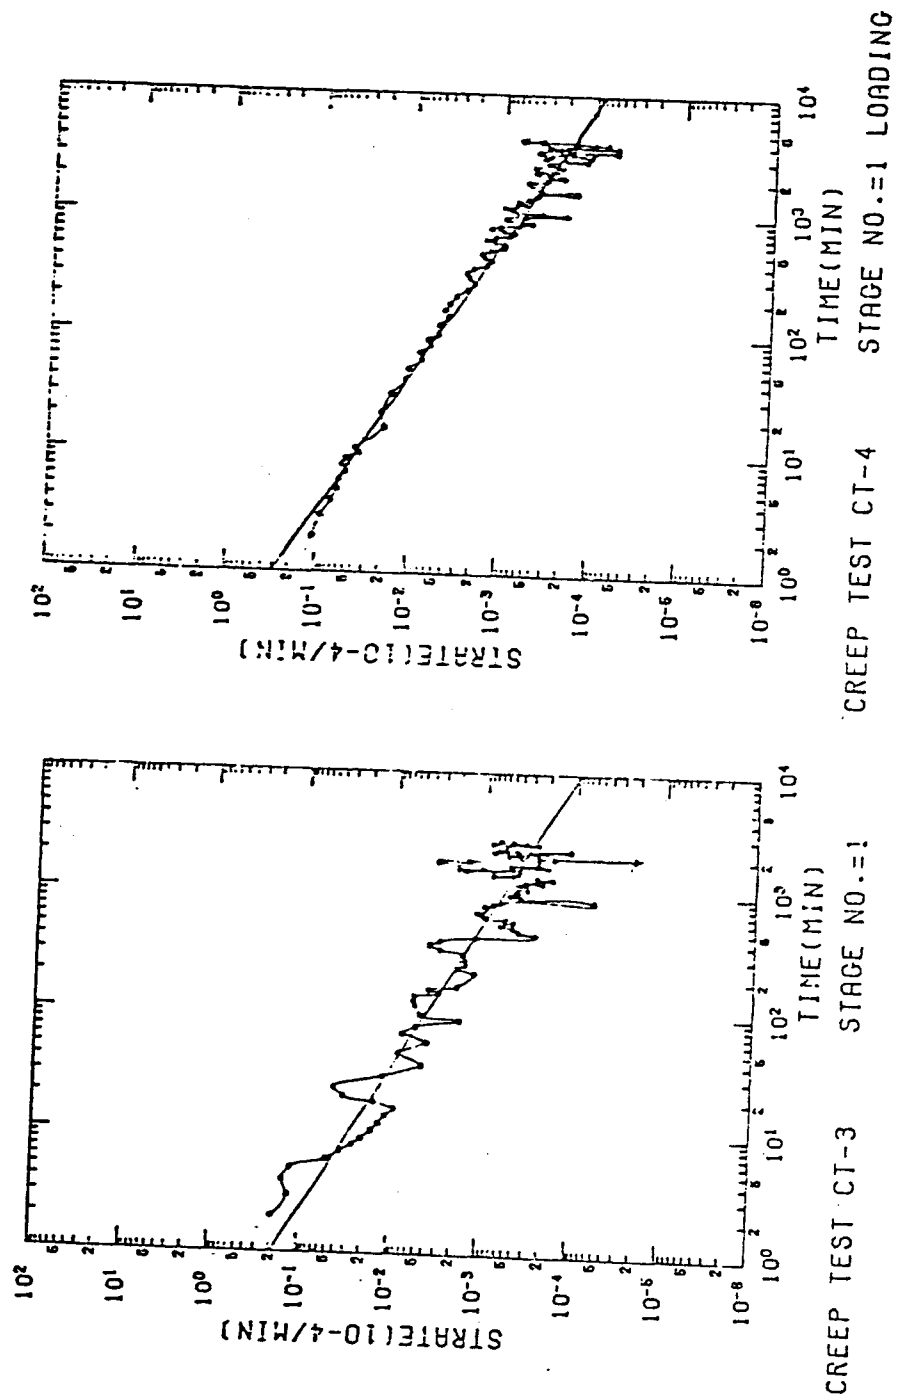 STRATE(10-4/MIN)
10²
10¹
10⁰
10⁻¹
10⁻²
10⁻³
10⁻⁴
10⁻⁵
10⁻⁶
10⁰ 10¹ 10² 10³ 10⁴
TIME(MIN)
CREEP TEST CT-3 STAGE NO.=1
STRATE(10-4/MIN)
10²
10¹
10⁰
10⁻¹
10⁻²
10⁻³
10⁻⁴
10⁻⁵
10⁻⁶
10⁰ 10¹ 10² 10³ 10⁴
TIME(MIN)
CREEP TEST CT-4 STAGE NO.=1 LOADING